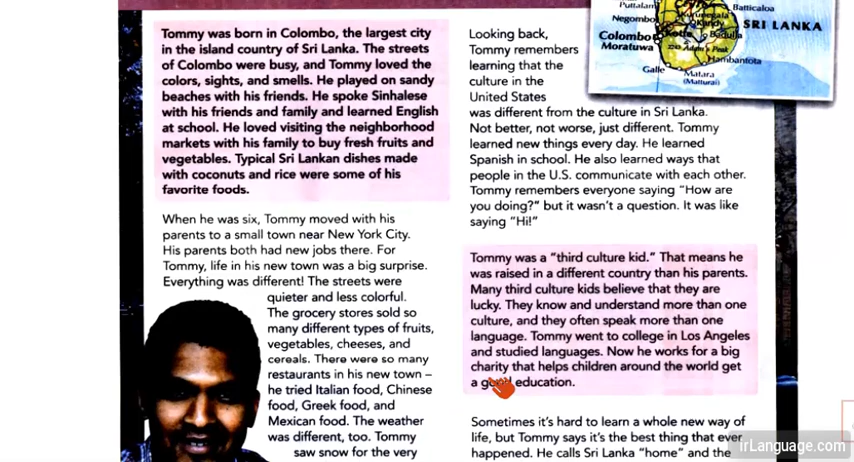 Tommy was born in Colombo, the largest city
in the island country of Sri Lanka. The streets
of Colombo were busy, and Tommy loved the
colors, sights, and smells. He played on sandy
beaches with his friends. He spoke Sinhalese
with his friends and family and learned English
at school. He loved visiting the neighborhood
markets with his family to buy fresh fruits and
vegetables. Typical Sri Lankan dishes made
with coconuts and rice were some of his
favorite foods.
When he was six, Tommy moved with his
parents to a small town near New York City.
His parents both had new jobs there. For
Tommy, life in his new town was a big surprise.
Everything was different! The streets were
quieter and less colorful.
The grocery stores sold so
many different types of fruits,
vegetables, cheeses, and
cereals. There were so many
restaurants in his new town –
he tried Italian food, Chinese
food, Greek food, and
Mexican food. The weather
was different, too. Tommy
saw snow for the very
Looking back,
Tommy remembers
learning that the
culture in the
United States
was different from the culture in Sri Lanka.
Not better, not worse, just different. Tommy
learned new things every day. He learned
Spanish in school. He also learned ways that
people in the U.S. communicate with each other.
Tommy remembers everyone saying "How are
you doing?" but it wasn't a question. It was like
saying "Hi!"
Tommy was a "third culture kid." That means he
was raised in a different country than his parents.
Many third culture kids believe that they are
lucky. They know and understand more than one
culture, and they often speak more than one
language. Tommy went to college in Los Angeles
and studied languages. Now he works for a big
charity that helps children around the world get
a good education.
Sometimes it's hard to learn a whole new way of
life, but Tommy says it's the best thing that ever
happened. He calls Sri Lanka "home" and the
Puttalam
Kurunegala
Batticaloa
Negombo
Kandy
SRI LANKA
Colombo
Kotte
Badulla
Moratuwa
Adam's Peak
Hambantota
Galle
Matara
(Matturai)
irLanguage.com